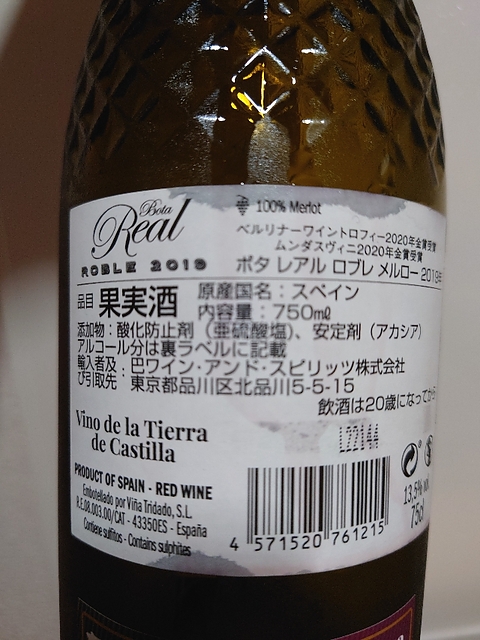 Bota
Real
ROBLE 2019
100% Merlot
ベルリナーワイントロフィー2020年金賞受賞
ムンダスヴィニ2020年金賞受賞
ボタ レアル ロブレ メルロー 2019年
品目 果実酒
原産国名：スペイン
内容量：750mℓ
添加物：酸化防止剤（亜硫酸塩)、安定剤（アカシア）
アルコール分は裏ラベルに記載
輸入者及び引取先：巴ワイン・アンド・スピリッツ株式会社
東京都品川区北品川5-5-15
飲酒は20歳になってから
L22144
Vino de la Tierra
de Castilla
PRODUCT OF SPAIN - RED WINE
Embotellado por Viña Tridado, S.L.
R.E.08.003.00/CAT - 43350ES - España
Contiene sulfitos - Contains sulphites
13,5%
75cl
4 571520 761215